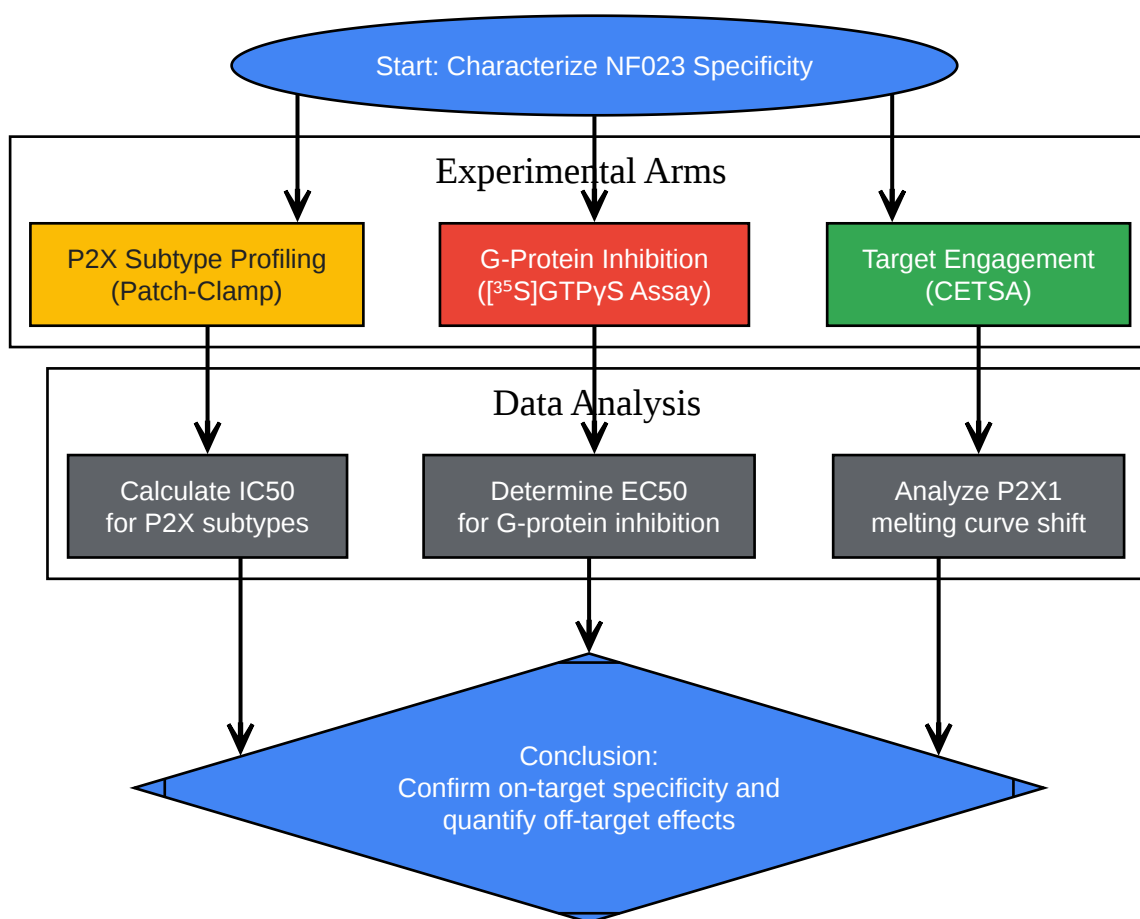 Start: Characterize NF023 Specificity
Experimental Arms
P2X Subtype Profiling
(Patch-Clamp)
G-Protein Inhibition
([³⁵S]GTPγS Assay)
Target Engagement
(CETSA)
Data Analysis
Calculate IC50
for P2X subtypes
Determine EC50
for G-protein inhibition
Analyze P2X1
melting curve shift
Conclusion:
Confirm on-target specificity and
quantify off-target effects